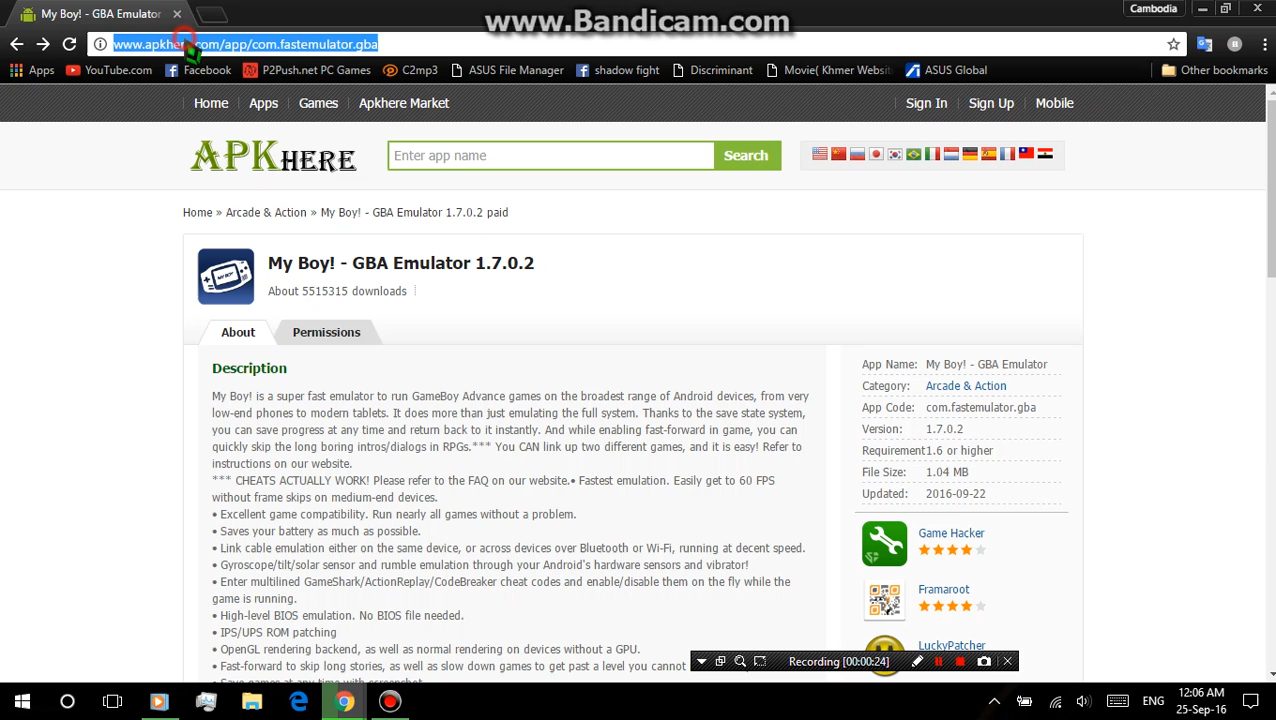 www.Bandicam.com
My Boy! - GBA Emulator
Cambodia
www.apkhere.com/app/com.fastemulator.gba
Apps
YouTube.com
Facebook
P2Push.net PC Games
C2mp3
ASUS File Manager
shadow fight
Discriminant
Movie( Khmer Websit
ASUS Global
Other bookmarks
Home
Apps
Games
Apkhere Market
Sign In
Sign Up
Mobile
APKHERE
Enter app name
Search
Home » Arcade & Action » My Boy! - GBA Emulator 1.7.0.2 paid
My Boy! - GBA Emulator 1.7.0.2
About 5515315 downloads
About
Permissions
Description
My Boy! is a super fast emulator to run GameBoy Advance games on the broadest range of Android devices, from very
low-end phones to modern tablets. It does more than just emulating the full system. Thanks to the save state system,
you can save progress at any time and return back to it instantly. And while enabling fast-forward in game, you can
quickly skip the long boring intros/dialogs in RPGs.*** You CAN link up two different games, and it is easy! Refer to
instructions on our website.
*** CHEATS ACTUALLY WORK! Please refer to the FAQ on our website.• Fastest emulation. Easily get to 60 FPS
without frame skips on medium-end devices.
• Excellent game compatibility. Run nearly all games without a problem.
• Saves your battery as much as possible.
• Link cable emulation either on the same device, or across devices over Bluetooth or Wi-Fi, running at decent speed.
• Gyroscope/tilt/solar sensor and rumble emulation through your Android's hardware sensors and vibrator!
• Enter multilined GameShark/ActionReplay/CodeBreaker cheat codes and enable/disable them on the fly while the
game is running.
• High-level BIOS emulation. No BIOS file needed.
• IPS/UPS ROM patching
• OpenGL rendering backend, as well as normal rendering on devices without a GPU.
• Fast-forward to skip long stories, as well as slow down games to get past a level you cannot
• Save games at any time with screenshot
App Name: My Boy! - GBA Emulator
Category: Arcade & Action
App Code: com.fastemulator.gba
Version: 1.7.0.2
Requirement1.6 or higher
File Size: 1.04 MB
Updated: 2016-09-22
Game Hacker
Framaroot
LuckyPatcher
Recording [00:00:24]
ENG
12:06 AM
25-Sep-16